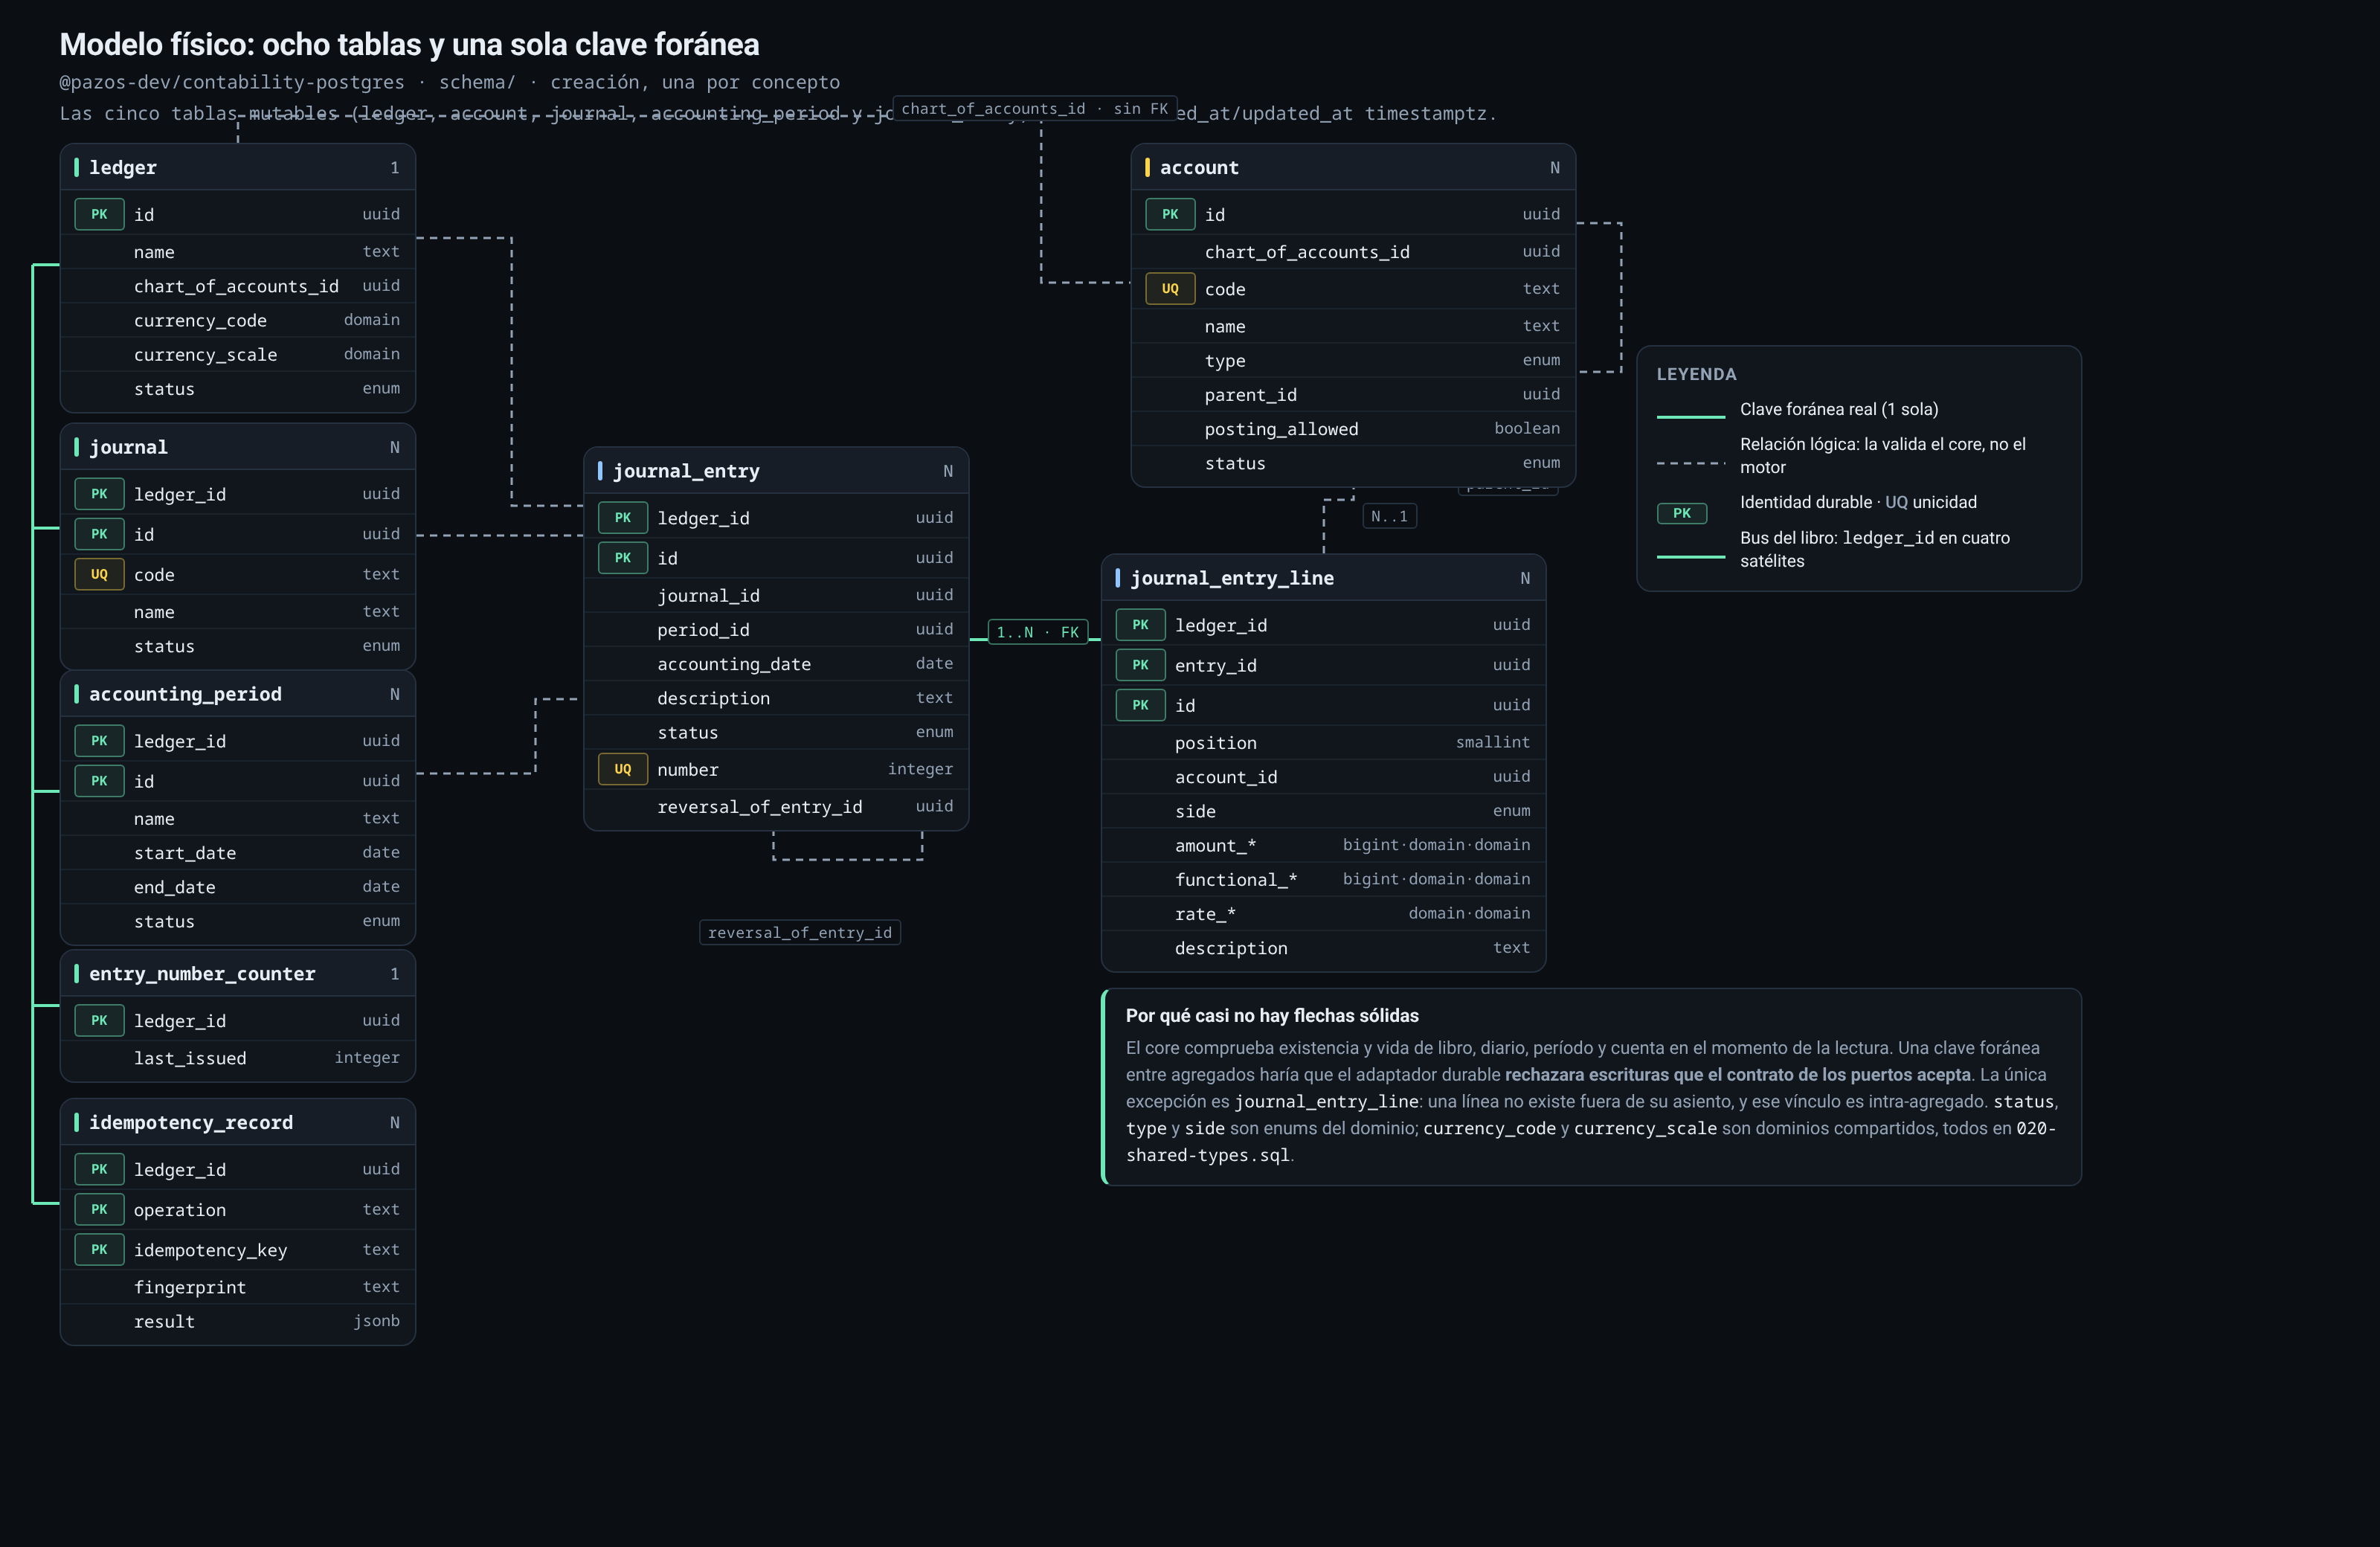 Modelo físico: ocho tablas y una sola clave foránea
@pazos-dev/contability-postgres · schema/ · creación, una por concepto
Las cinco tablas mutables (ledger, account, journal, accounting_period y ed_at/updated_at timestamptz.
chart_of_accounts_id · sin FK
ledger 1
PK id uuid
name text
chart_of_accounts_id uuid
currency_code domain
currency_scale domain
status enum
journal N
PK ledger_id uuid
PK id uuid
UQ code text
name text
status enum
accounting_period N
PK ledger_id uuid
PK id uuid
name text
start_date date
end_date date
status enum
entry_number_counter 1
PK ledger_id uuid
last_issued integer
idempotency_record N
PK ledger_id uuid
PK operation text
PK idempotency_key text
fingerprint text
result jsonb
journal_entry N
PK ledger_id uuid
PK id uuid
journal_id uuid
period_id uuid
accounting_date date
description text
status enum
UQ number integer
reversal_of_entry_id uuid
reversal_of_entry_id
1..N · FK
account N
PK id uuid
chart_of_accounts_id uuid
UQ code text
name text
type enum
parent_id uuid
posting_allowed boolean
status enum
parent_id
N..1
journal_entry_line N
PK ledger_id uuid
PK entry_id uuid
PK id uuid
position smallint
account_id uuid
side enum
amount_* bigint·domain·domain
functional_* bigint·domain·domain
rate_* domain·domain
description text
LEYENDA
Clave foránea real (1 sola)
Relación lógica: la valida el core, no el
motor
PK Identidad durable · UQ unicidad
Bus del libro: ledger_id en cuatro
satélites
Por qué casi no hay flechas sólidas
El core comprueba existencia y vida de libro, diario, período y cuenta en el momento de la lectura. Una clave foránea
entre agregados haría que el adaptador durable rechazara escrituras que el contrato de los puertos acepta. La única
excepción es journal_entry_line: una línea no existe fuera de su asiento, y ese vínculo es intra-agregado. status,
type y side son enums del dominio; currency_code y currency_scale son dominios compartidos, todos en 020-
shared-types.sql.